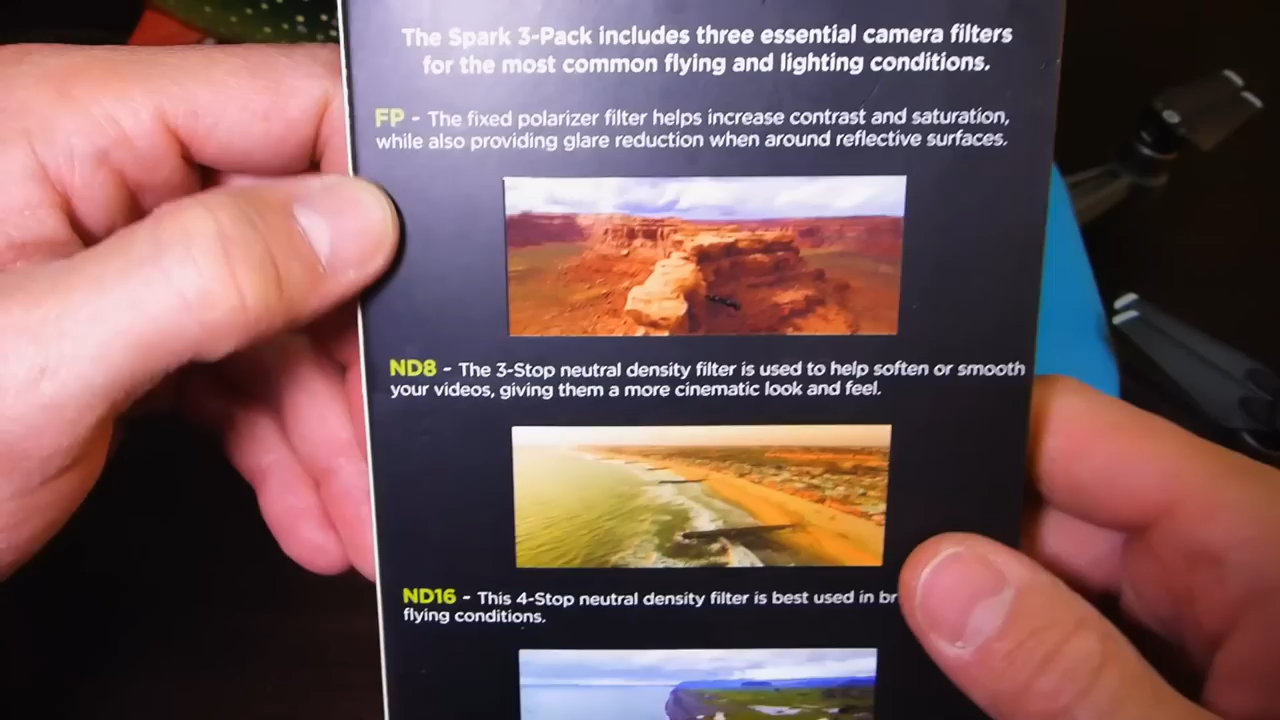 The Spark 3-Pack includes three essential camera filters
for the most common flying and lighting conditions.
FP - The fixed polarizer filter helps increase contrast and saturation,
while also providing glare reduction when around reflective surfaces.
ND8 - The 3-Stop neutral density filter is used to help soften or smooth
your videos, giving them a more cinematic look and feel.
ND16 - This 4-Stop neutral density filter is best used in
flying conditions.